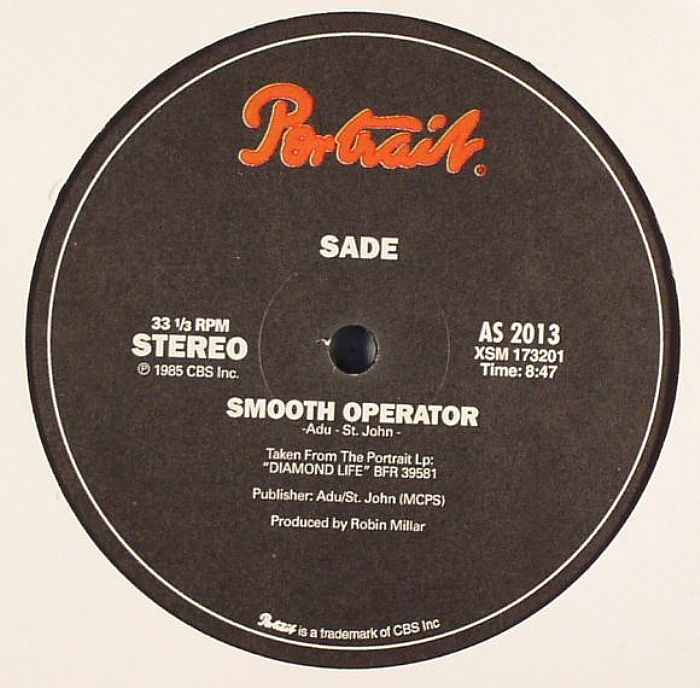 Portrait.
SADE
33 1/3 RPM
STEREO
℗ 1985 CBS Inc.
AS 2013
XSM 173201
Time: 8:47
SMOOTH OPERATOR
-Adu - St. John -
Taken From The Portrait Lp:
"DIAMOND LIFE" BFR 39581
Publisher: Adu/St. John (MCPS)
Produced by Robin Millar
Portrait is a trademark of CBS Inc